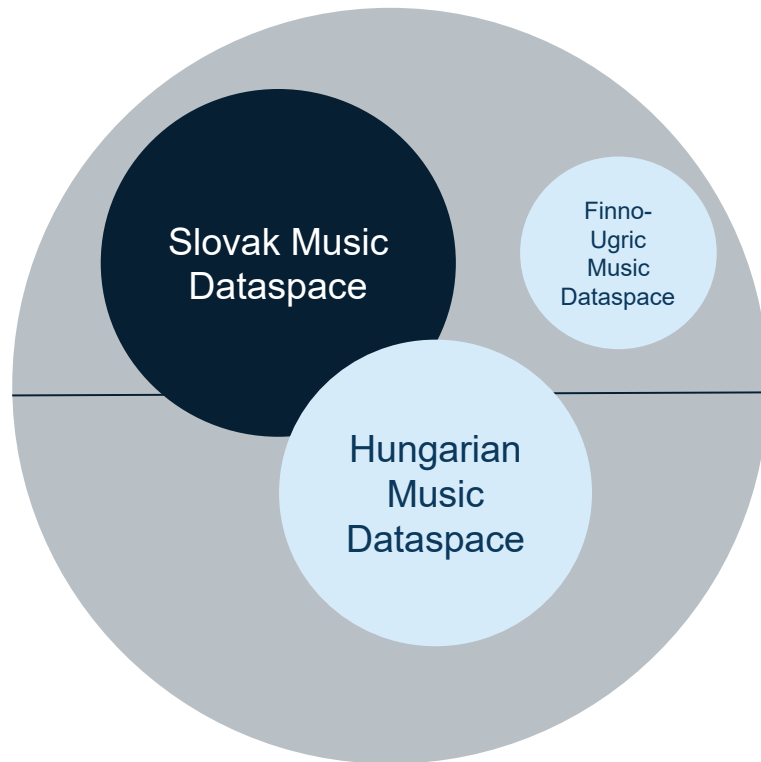 Slovak Music
Dataspace
Finno-
Ugric
Music
Dataspace
Hungarian
Music
Dataspace